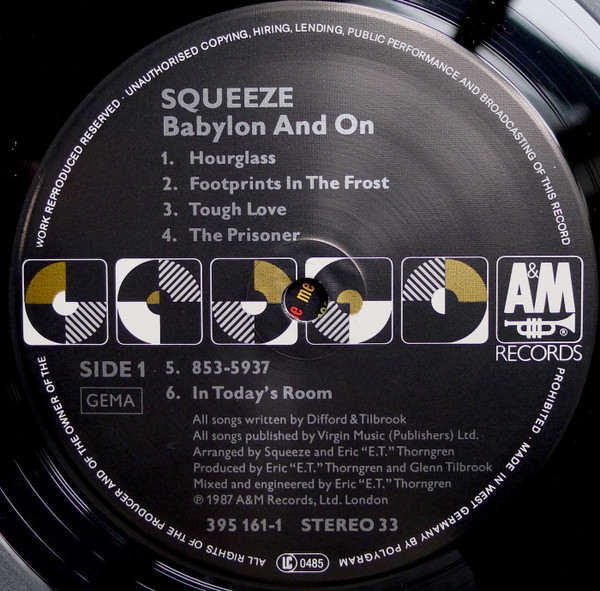 WORK REPRODUCED RESERVED · UNAUTHORISED COPYING, HIRING, LENDING, PUBLIC PERFORMANCE AND BROADCASTING OF THIS RECORD
SQUEEZE
Babylon And On
1. Hourglass
2. Footprints In The Frost
3. Tough Love
4. The Prisoner
me
A&M
®
RECORDS
SIDE 1
5. 853-5937
GEMA
6. In Today's Room
All songs written by Difford & Tilbrook
All songs published by Virgin Music (Publishers) Ltd.
Arranged by Squeeze and Eric "E.T." Thorngren
Produced by Eric "E.T." Thorngren and Glenn Tilbrook
Mixed and engineered by Eric "E.T." Thorngren
℗ 1987 A&M Records, Ltd. London
395 161-1 STEREO 33
LC 0485
PROHIBITED · MADE IN WEST GERMANY BY POLYGRAM
ALL RIGHTS OF THE PRODUCER AND OF THE OWNER OF THE